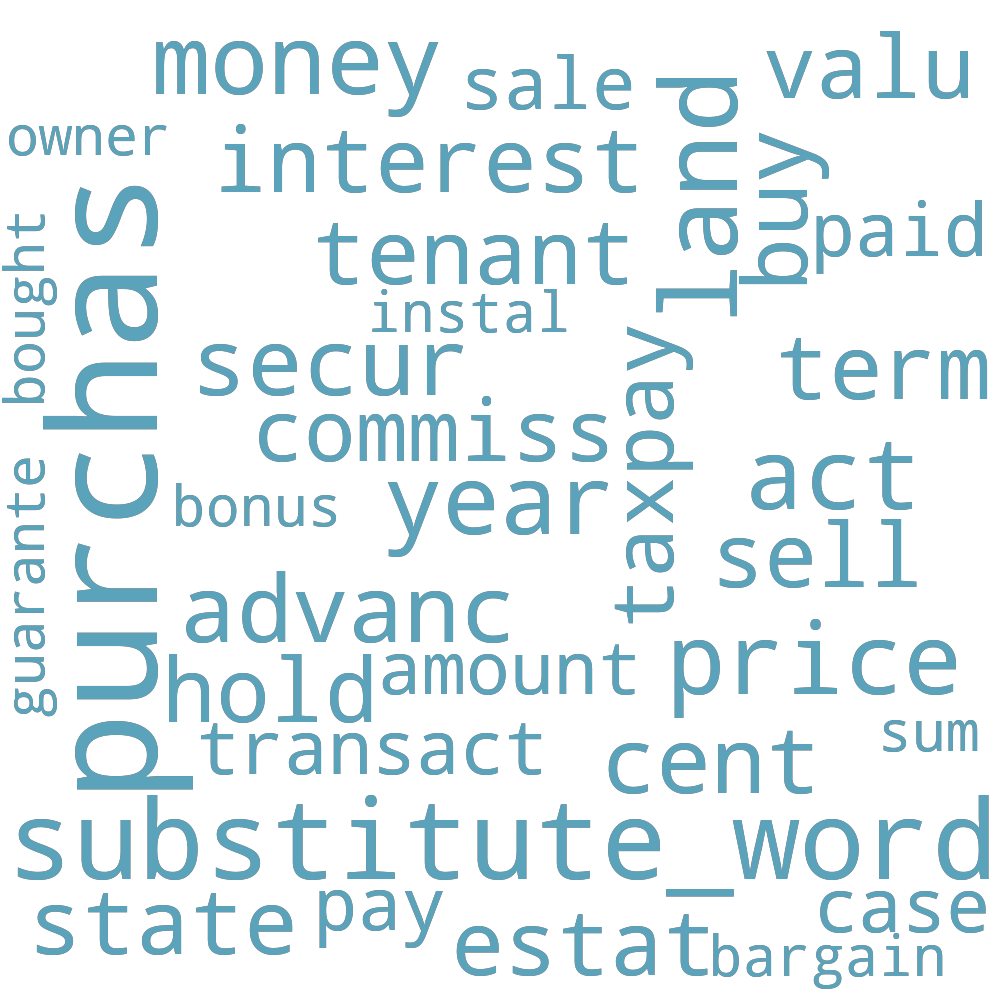 money
sale
valu
owner
interest
land
buy
paid
tenant
bought
instal
purchas
secur
taxpay
term
commiss
act
bonus
year
guarante
sell
advanc
price
hold
amount
transact
sum
cent
substitute_word
state
pay
case
estat
bargain